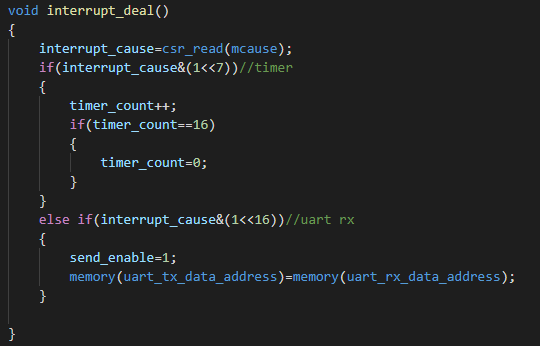 void interrupt_deal()
{
    interrupt_cause=csr_read(mcause);
    if(interrupt_cause&(1<<7))//timer
    {
        timer_count++;
        if(timer_count==16)
        {
            timer_count=0;
        }
    }
    else if(interrupt_cause&(1<<16))//uart rx
    {
        send_enable=1;
        memory(uart_tx_data_address)=memory(uart_rx_data_address);
    }

}